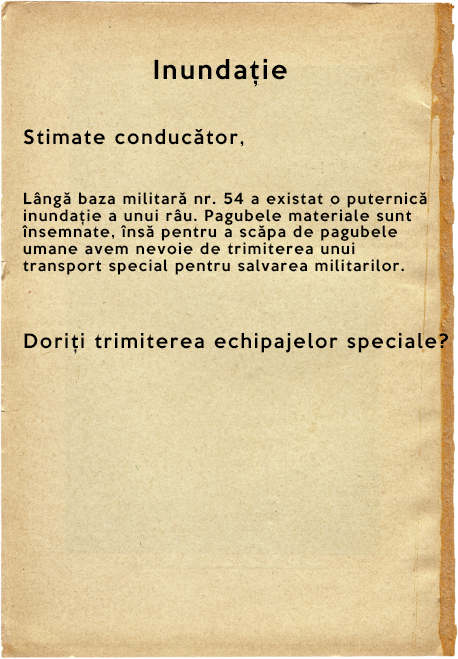 Inundație
Stimate conducător,
Lângă baza militară nr. 54 a existat o puternică
inundație a unui râu. Pagubele materiale sunt
însemnate, însă pentru a scăpa de pagubele
umane avem nevoie de trimiterea unui
transport special pentru salvarea militarilor.
Doriți trimiterea echipajelor speciale?